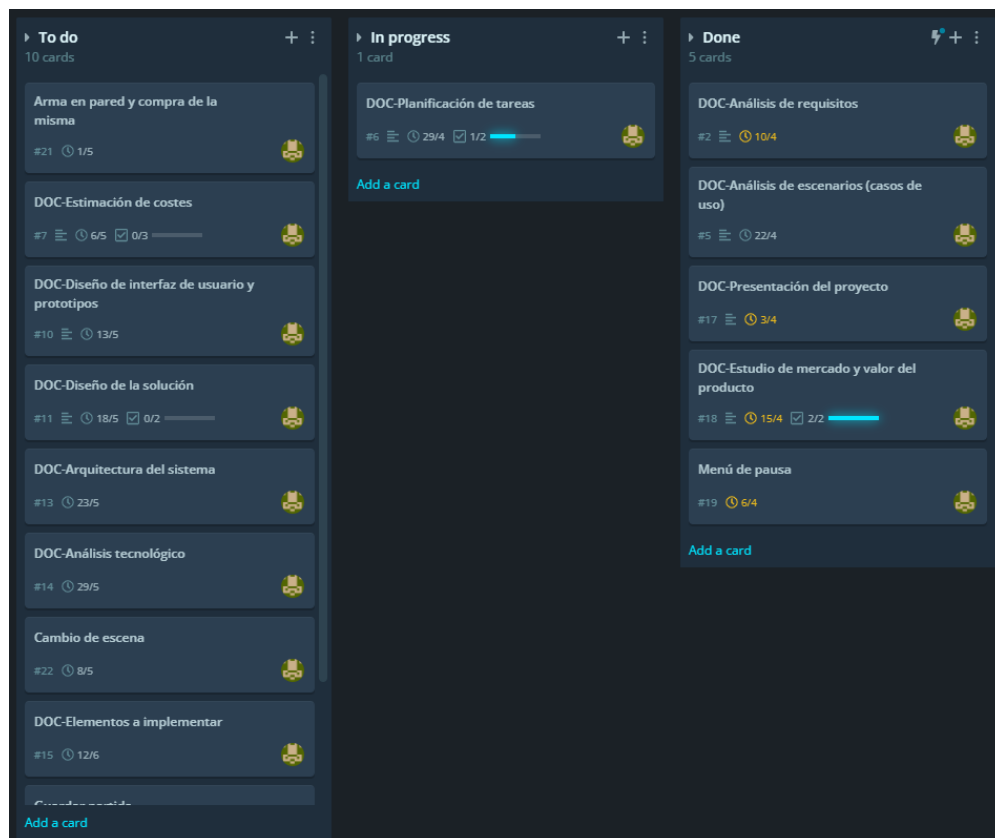 To do
10 cards
Arma en pared y compra de la
misma
#21 1/5
DOC-Estimación de costes
#7 6/5 0/3
DOC-Diseño de interfaz de usuario y
prototipos
#10 13/5
DOC-Diseño de la solución
#11 18/5 0/2
DOC-Arquitectura del sistema
#13 23/5
DOC-Análisis tecnológico
#14 29/5
Cambio de escena
#22 8/5
DOC-Elementos a implementar
#15 12/6
Guardar partida
Add a card
In progress
1 card
DOC-Planificación de tareas
#6 29/4 1/2
Add a card
Done
5 cards
DOC-Análisis de requisitos
#2 10/4
DOC-Análisis de escenarios (casos de
uso)
#5 22/4
DOC-Presentación del proyecto
#17 3/4
DOC-Estudio de mercado y valor del
producto
#18 15/4 2/2
Menú de pausa
#19 6/4
Add a card